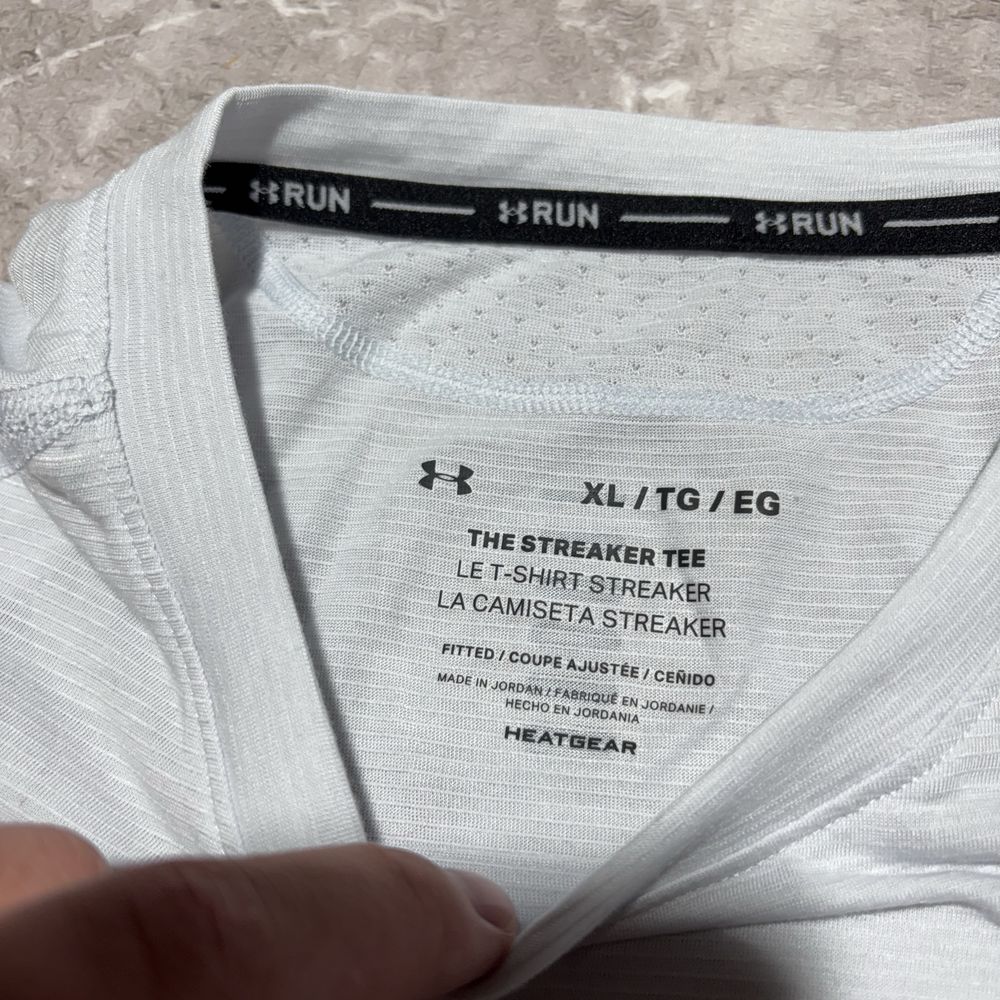 RUN RUN RUN
XL / TG / EG
THE STREAKER TEE
LE T-SHIRT STREAKER
LA CAMISETA STREAKER
FITTED / COUPE AJUSTÉE / CEÑIDO
MADE IN JORDAN / FABRIQUÉ EN JORDANIE /
HECHO EN JORDANIA
HEATGEAR